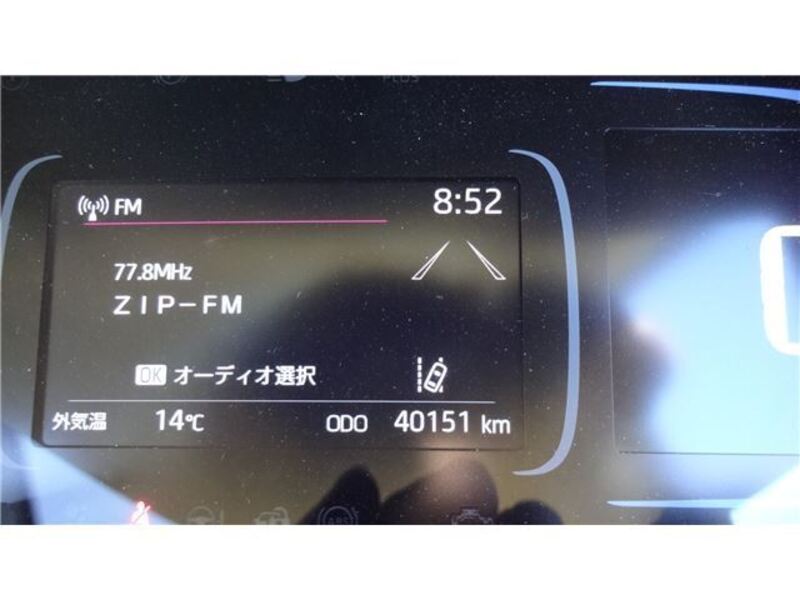 PLUS
FM 8:52
77.8MHz
ZIP-FM
OK オーディオ選択
外気温 14℃ ODO 40151 km